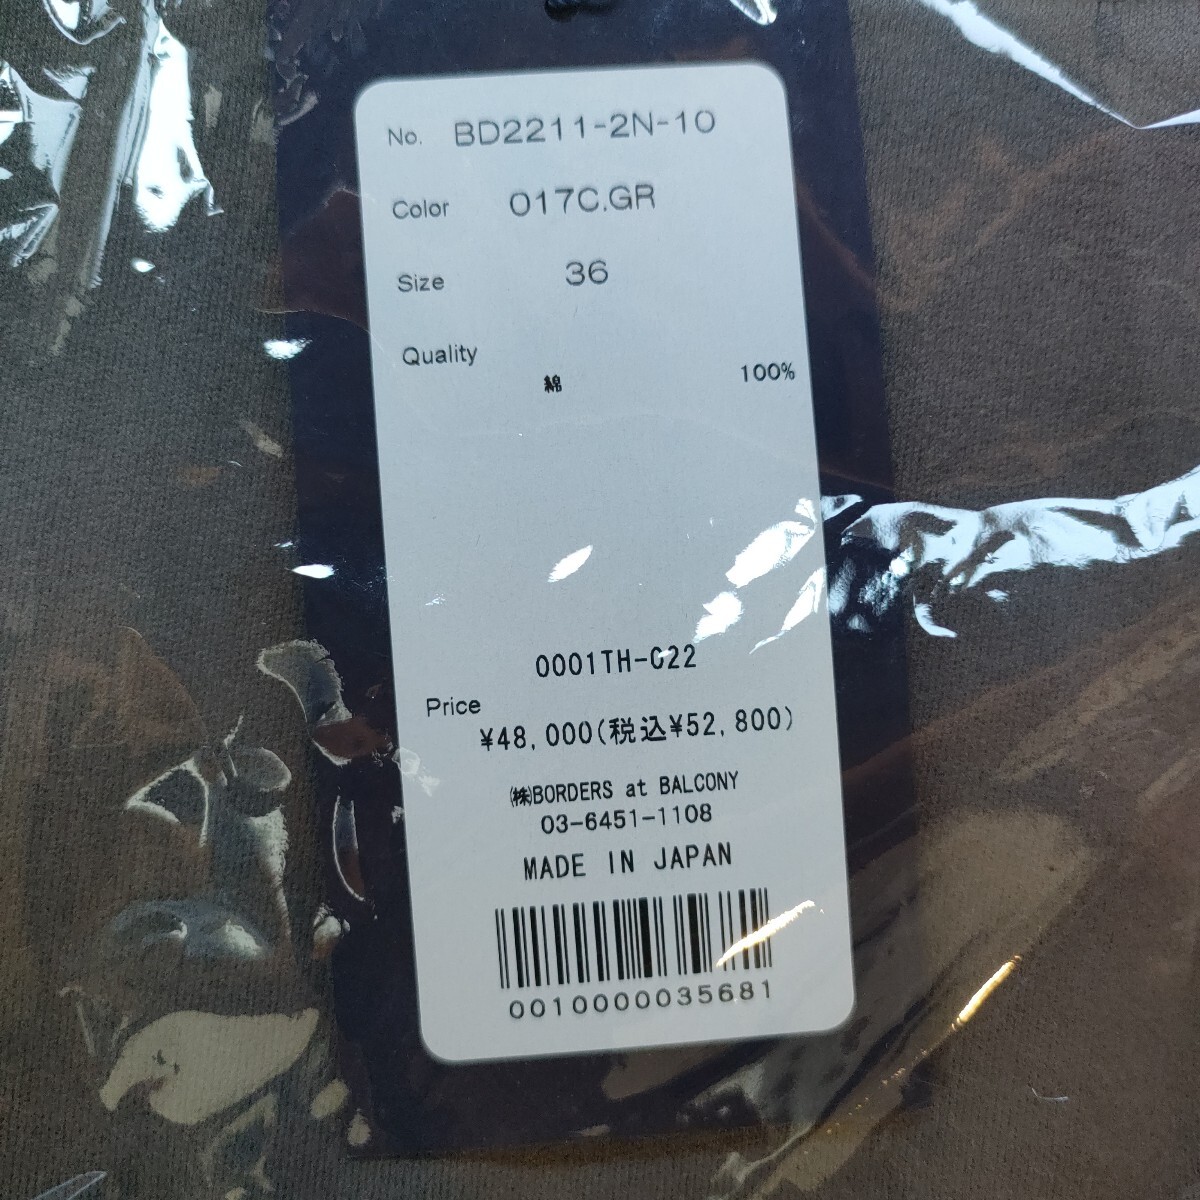 No. BD2211-2N-10
Color 017C.GR
Size 36
Quality
綿 100%
0001TH-C22
Price
¥48,000(税込¥52,800)
㈱BORDERS at BALCONY
03-6451-1108
MADE IN JAPAN
0010000035681